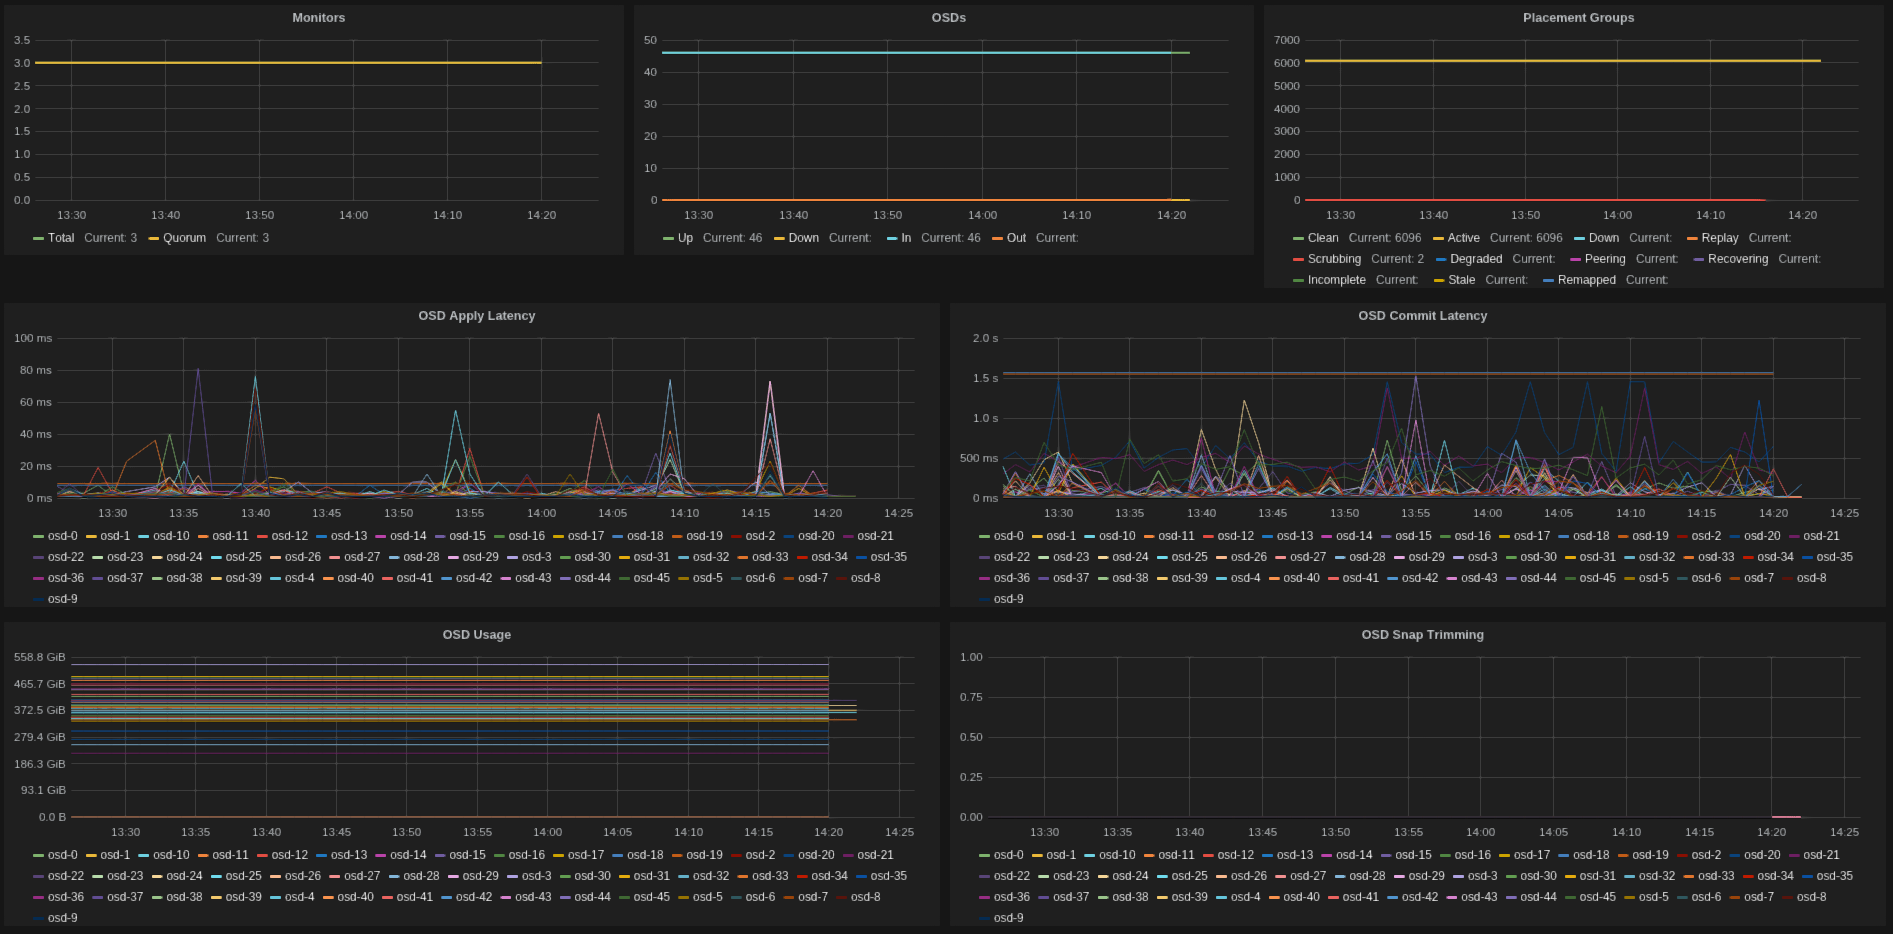 Monitors
3.5
3.0
2.5
2.0
1.5
1.0
0.5
0.0
13:30 13:40 13:50 14:00 14:10 14:20
Total Current: 3 Quorum Current: 3
OSDs
50
40
30
20
10
0
13:30 13:40 13:50 14:00 14:10 14:20
Up Current: 46 Down Current: In Current: 46 Out Current:
Placement Groups
7000
6000
5000
4000
3000
2000
1000
0
13:30 13:40 13:50 14:00 14:10 14:20
Clean Current: 6096 Active Current: 6096 Down Current: Replay Current:
Scrubbing Current: 2 Degraded Current: Peering Current: Recovering Current:
Incomplete Current: Stale Current: Remapped Current:
OSD Apply Latency
100 ms
80 ms
60 ms
40 ms
20 ms
0 ms
13:30 13:35 13:40 13:45 13:50 13:55 14:00 14:05 14:10 14:15 14:20 14:25
osd-0 osd-1 osd-10 osd-11 osd-12 osd-13 osd-14 osd-15 osd-16 osd-17 osd-18 osd-19 osd-2 osd-20 osd-21
osd-22 osd-23 osd-24 osd-25 osd-26 osd-27 osd-28 osd-29 osd-3 osd-30 osd-31 osd-32 osd-33 osd-34 osd-35
osd-36 osd-37 osd-38 osd-39 osd-4 osd-40 osd-41 osd-42 osd-43 osd-44 osd-45 osd-5 osd-6 osd-7 osd-8
osd-9
OSD Commit Latency
2.0 s
1.5 s
1.0 s
500 ms
0 ms
13:30 13:35 13:40 13:45 13:50 13:55 14:00 14:05 14:10 14:15 14:20 14:25
osd-0 osd-1 osd-10 osd-11 osd-12 osd-13 osd-14 osd-15 osd-16 osd-17 osd-18 osd-19 osd-2 osd-20 osd-21
osd-22 osd-23 osd-24 osd-25 osd-26 osd-27 osd-28 osd-29 osd-3 osd-30 osd-31 osd-32 osd-33 osd-34 osd-35
osd-36 osd-37 osd-38 osd-39 osd-4 osd-40 osd-41 osd-42 osd-43 osd-44 osd-45 osd-5 osd-6 osd-7 osd-8
osd-9
OSD Usage
558.8 GiB
465.7 GiB
372.5 GiB
279.4 GiB
186.3 GiB
93.1 GiB
0.0 B
13:30 13:35 13:40 13:45 13:50 13:55 14:00 14:05 14:10 14:15 14:20 14:25
osd-0 osd-1 osd-10 osd-11 osd-12 osd-13 osd-14 osd-15 osd-16 osd-17 osd-18 osd-19 osd-2 osd-20 osd-21
osd-22 osd-23 osd-24 osd-25 osd-26 osd-27 osd-28 osd-29 osd-3 osd-30 osd-31 osd-32 osd-33 osd-34 osd-35
osd-36 osd-37 osd-38 osd-39 osd-4 osd-40 osd-41 osd-42 osd-43 osd-44 osd-45 osd-5 osd-6 osd-7 osd-8
osd-9
OSD Snap Trimming
1.00
0.75
0.50
0.25
0.00
13:30 13:35 13:40 13:45 13:50 13:55 14:00 14:05 14:10 14:15 14:20 14:25
osd-0 osd-1 osd-10 osd-11 osd-12 osd-13 osd-14 osd-15 osd-16 osd-17 osd-18 osd-19 osd-2 osd-20 osd-21
osd-22 osd-23 osd-24 osd-25 osd-26 osd-27 osd-28 osd-29 osd-3 osd-30 osd-31 osd-32 osd-33 osd-34 osd-35
osd-36 osd-37 osd-38 osd-39 osd-4 osd-40 osd-41 osd-42 osd-43 osd-44 osd-45 osd-5 osd-6 osd-7 osd-8
osd-9